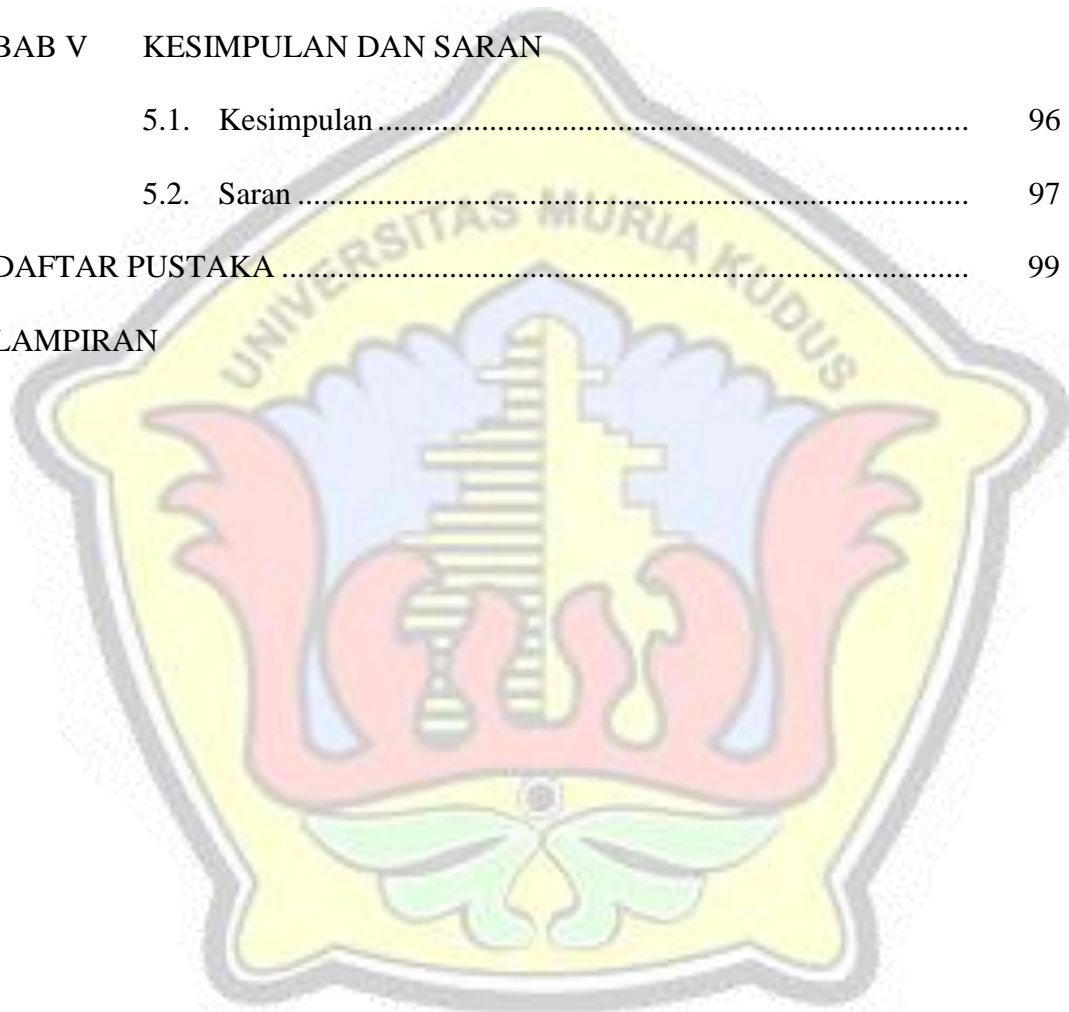 BAB V KESIMPULAN DAN SARAN
5.1. Kesimpulan ............................................................... 96
5.2. Saran ....................................................................... 97
DAFTAR PUSTAKA ......................................................................... 99
LAMPIRAN
UNIVERSITAS MURIA KUDUS